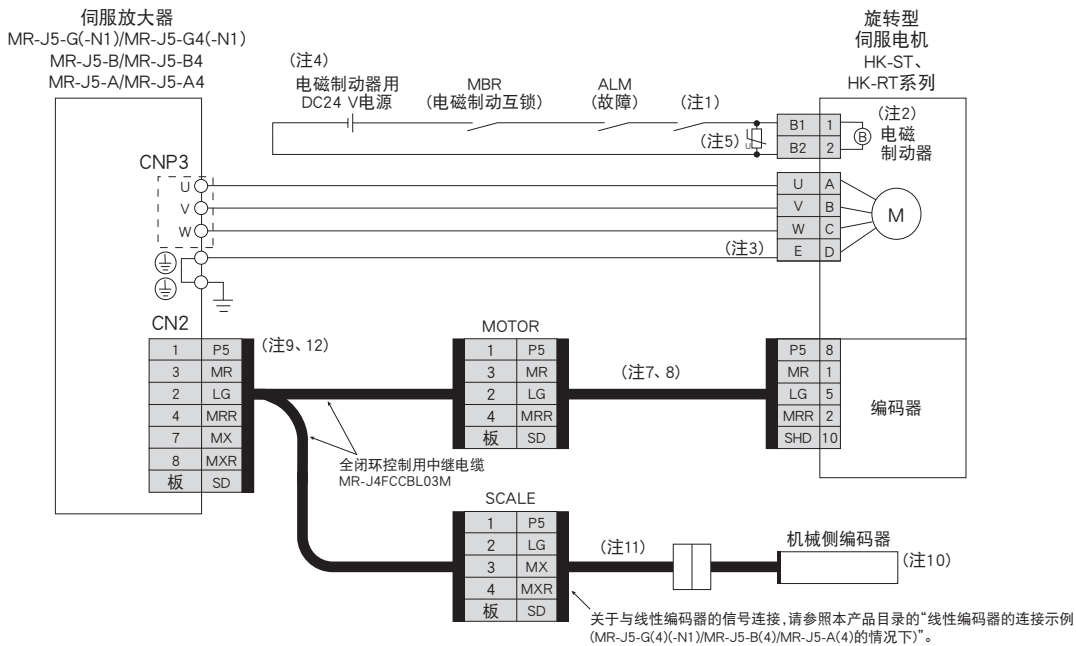 伺服放大器
MR-J5-G(-N1)/MR-J5-G4(-N1)
MR-J5-B/MR-J5-B4
MR-J5-A/MR-J5-A4
旋转型
伺服电机
HK-ST、
HK-RT系列
(注4)
电磁制动器用
DC24 V电源
MBR
(电磁制动互锁)
ALM
(故障)
(注1)
(注5)
U
B1 1
B2 2
(注2)
B
电磁
制动器
CNP3
U
V
W
U A
V B
W C
E D
M
(注3)
CN2
1 P5
3 MR
2 LG
4 MRR
7 MX
8 MXR
板 SD
(注9、12)
MOTOR
1 P5
3 MR
2 LG
4 MRR
板 SD
(注7、8)
P5 8
MR 1
LG 5
MRR 2
SHD 10
编码器
全闭环控制用中继电缆
MR-J4FCCBL03M
SCALE
1 P5
2 LG
3 MX
4 MXR
板 SD
(注11)
机械侧编码器
(注10)
关于与线性编码器的信号连接,请参照本产品目录的“线性编码器的连接示例
(MR-J5-G(4)(-N1)/MR-J5-B(4)/MR-J5-A(4)的情况下)”。